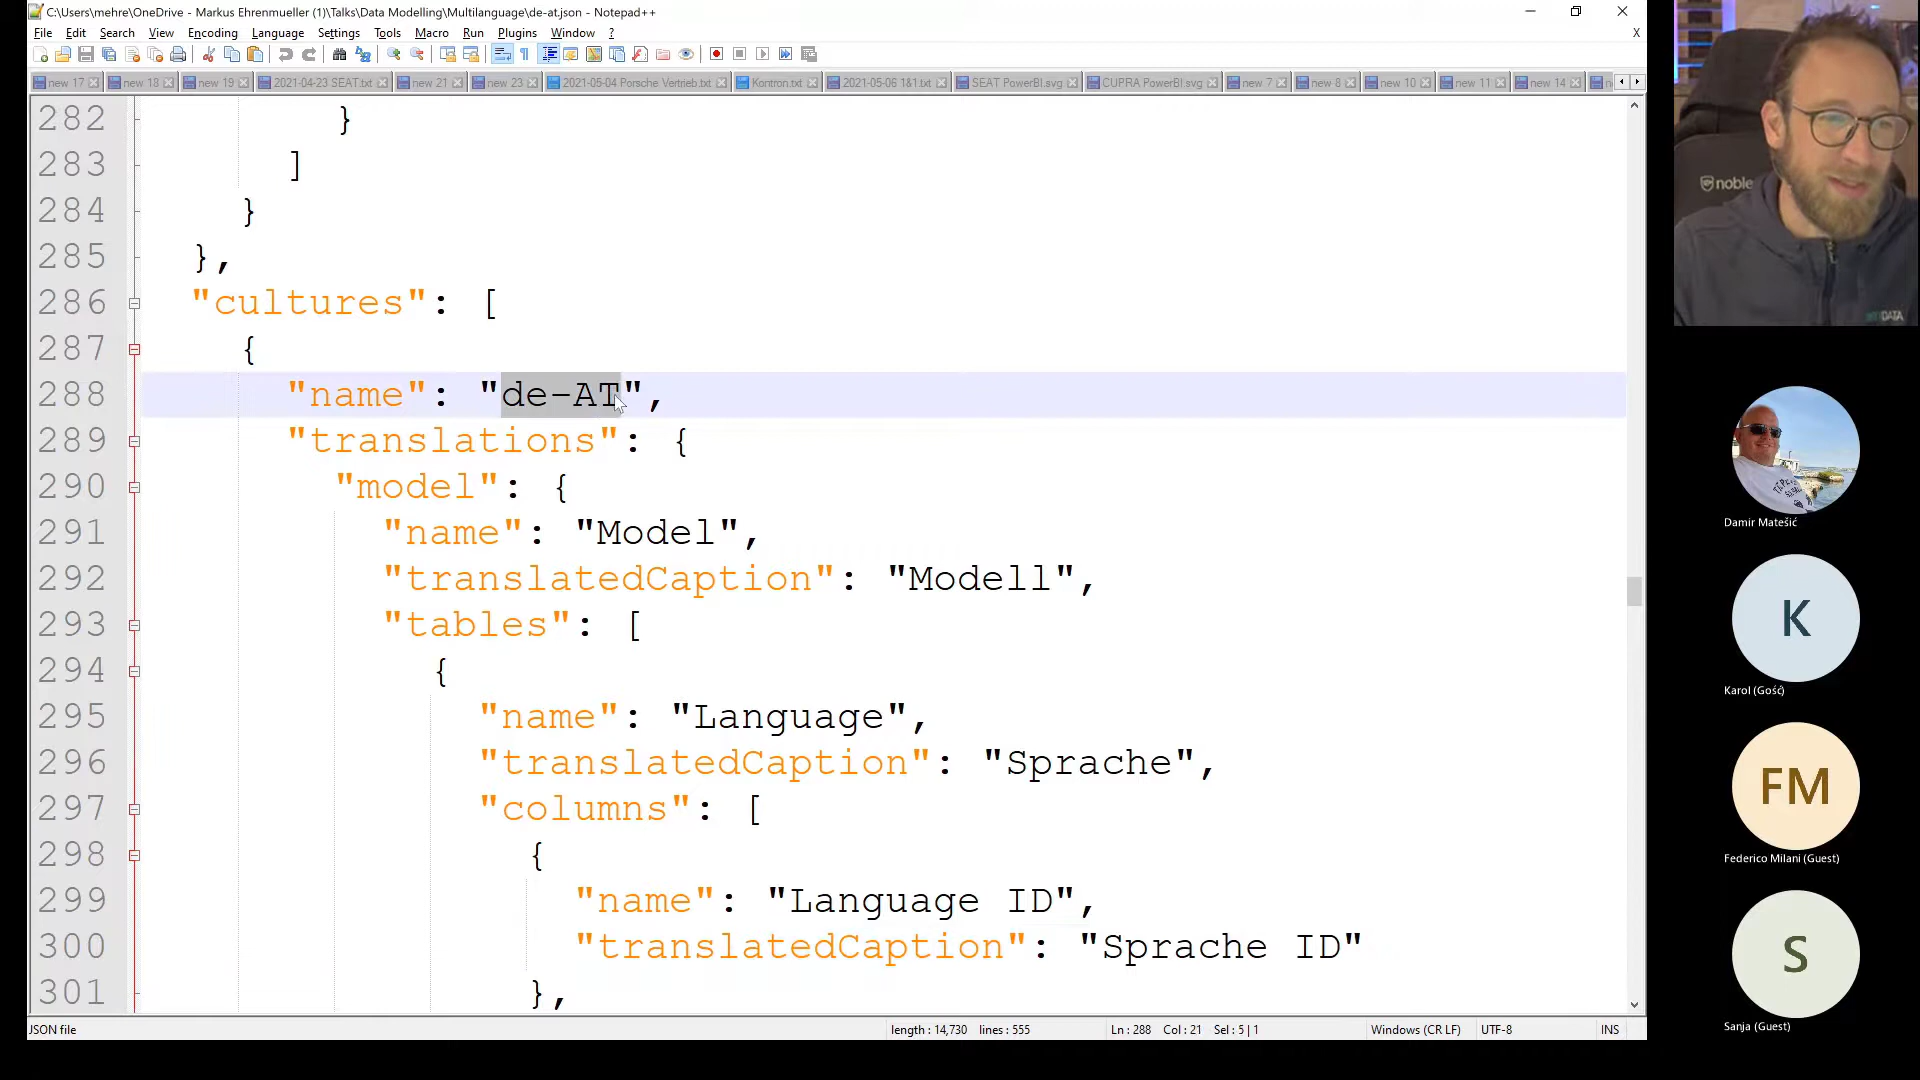 C:\Users\mehre\OneDrive - Markus Ehrenmueller (1)\Talks\Data Modelling\Multilanguage\de-at.json - Notepad++
File Edit Search View Encoding Language Settings Tools Macro Run Plugins Window ? X
new 17 new 18 new 19 2021-04-23 SEAT.txt new 21 new 23 2021-05-04 Porsche Vertrieb.txt Kontron.txt 2021-05-06 1&1.txt SEAT PowerBI.svg CUPRA PowerBI.svg new 7 new 8 new 10 new 11 new 14
282 }
283 ]
284 }
285 },
286 "cultures": [
287 {
288 "name": "de-AT",
289 "translations": {
290 "model": {
291 "name": "Model",
292 "translatedCaption": "Modell",
293 "tables": [
294 {
295 "name": "Language",
296 "translatedCaption": "Sprache",
297 "columns": [
298 {
299 "name": "Language ID",
300 "translatedCaption": "Sprache ID"
301 },
JSON file length : 14,730 lines : 555 Ln : 288 Col : 21 Sel : 5 | 1 Windows (CR LF) UTF-8 INS
noble
DATA
Damir Matešić
K
Karol (Gość)
FM
Federico Milani (Guest)
S
Sanja (Guest)